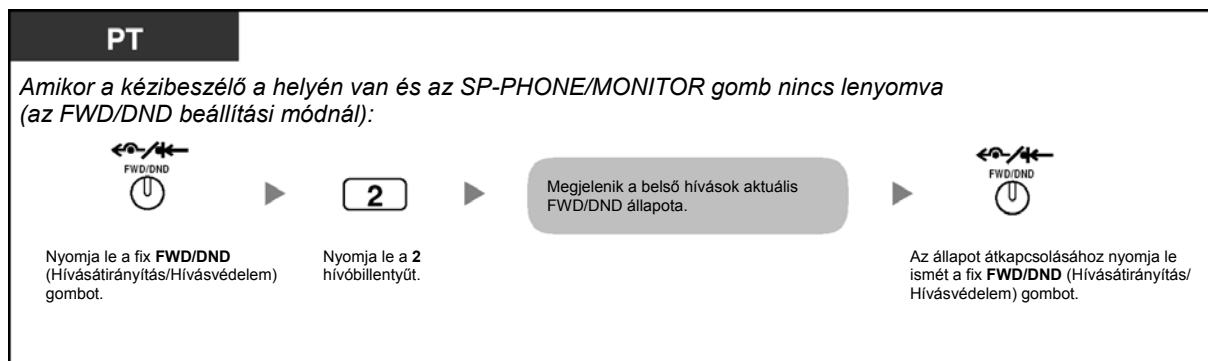 PT
Amikor a kézibeszélő a helyén van és az SP-PHONE/MONITOR gomb nincs lenyomva
(az FWD/DND beállítási módnál):
FWD/DND
Nyomja le a fix FWD/DND
(Hívásátirányítás/Hívásvédelem)
gombot.
2
Nyomja le a 2
hívóbillentyűt.
Megjelenik a belső hívások aktuális
FWD/DND állapota.
FWD/DND
Az állapot átkapcsolásához nyomja le
ismét a fix FWD/DND (Hívásátirányítás/
Hívásvédelem) gombot.